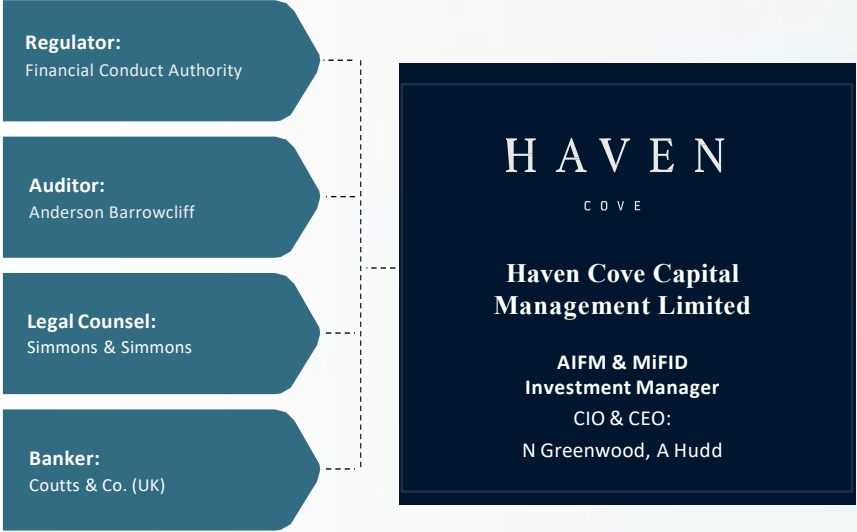 Regulator:
Financial Conduct Authority
Auditor:
Anderson Barrowcliff
Legal Counsel:
Simmons & Simmons
Banker:
Coutts & Co. (UK)
HAVEN
COVE
Haven Cove Capital
Management Limited
AIFM & MiFID
Investment Manager
CIO & CEO:
N Greenwood, A Hudd